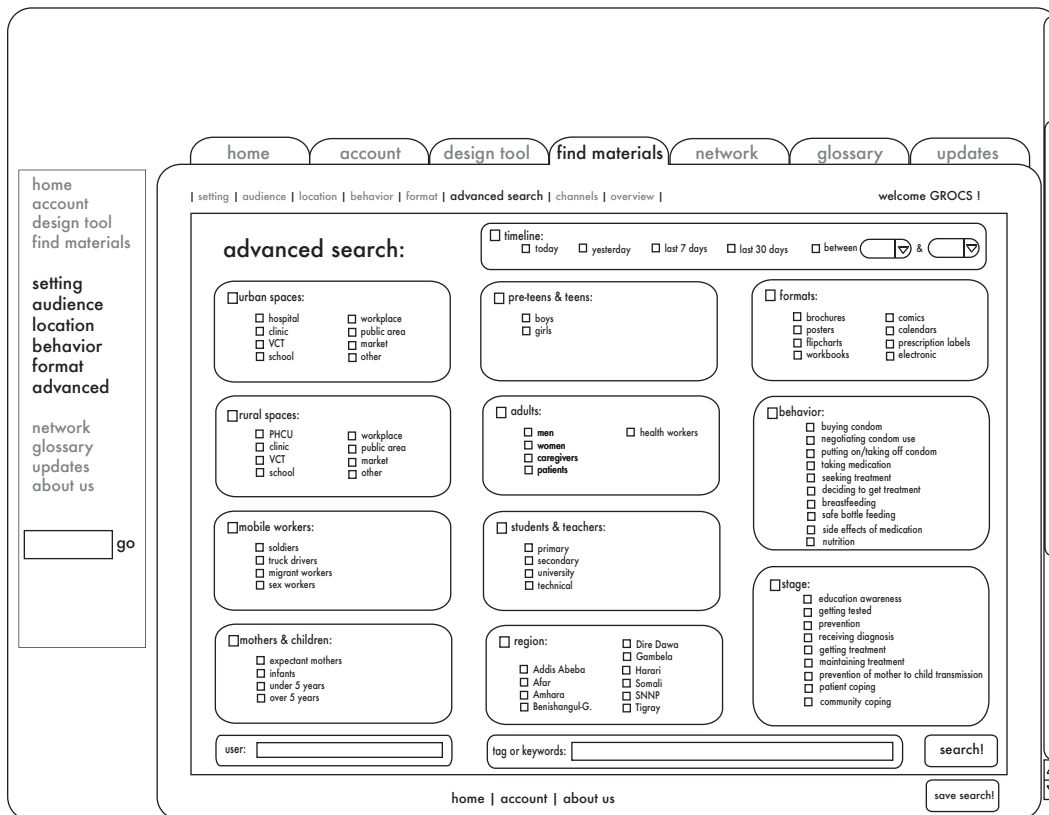 home account design tool find materials network glossary updates
home
account
design tool
find materials
setting
audience
location
behavior
format
advanced
network
glossary
updates
about us
go
| setting | audience | location | behavior | format | advanced search | channels | overview |
welcome GROCS !
advanced search:
timeline:
today yesterday last 7 days last 30 days between & 
urban spaces:
hospital
clinic
VCT
school
workplace
public area
market
other
pre-teens & teens:
boys
girls
formats:
brochures
posters
flipcharts
workbooks
comics
calendars
prescription labels
electronic
rural spaces:
PHCU
clinic
VCT
school
workplace
public area
market
other
adults:
men
women
caregivers
patients
health workers
behavior:
buying condom
negotiating condom use
putting on/taking off condom
taking medication
seeking treatment
deciding to get treatment
breastfeeding
safe bottle feeding
side effects of medication
nutrition
mobile workers:
soldiers
truck drivers
migrant workers
sex workers
students & teachers:
primary
secondary
university
technical
stage:
education awareness
getting tested
prevention
receiving diagnosis
getting treatment
maintaining treatment
prevention of mother to child transmission
patient coping
community coping
mothers & children:
expectant mothers
infants
under 5 years
over 5 years
region:
Addis Abeba
Afar
Amhara
Benishangul-G.
Dire Dawa
Gambela
Harari
Somali
SNNP
Tigray
user:
tag or keywords:
search!
save search!
home | account | about us